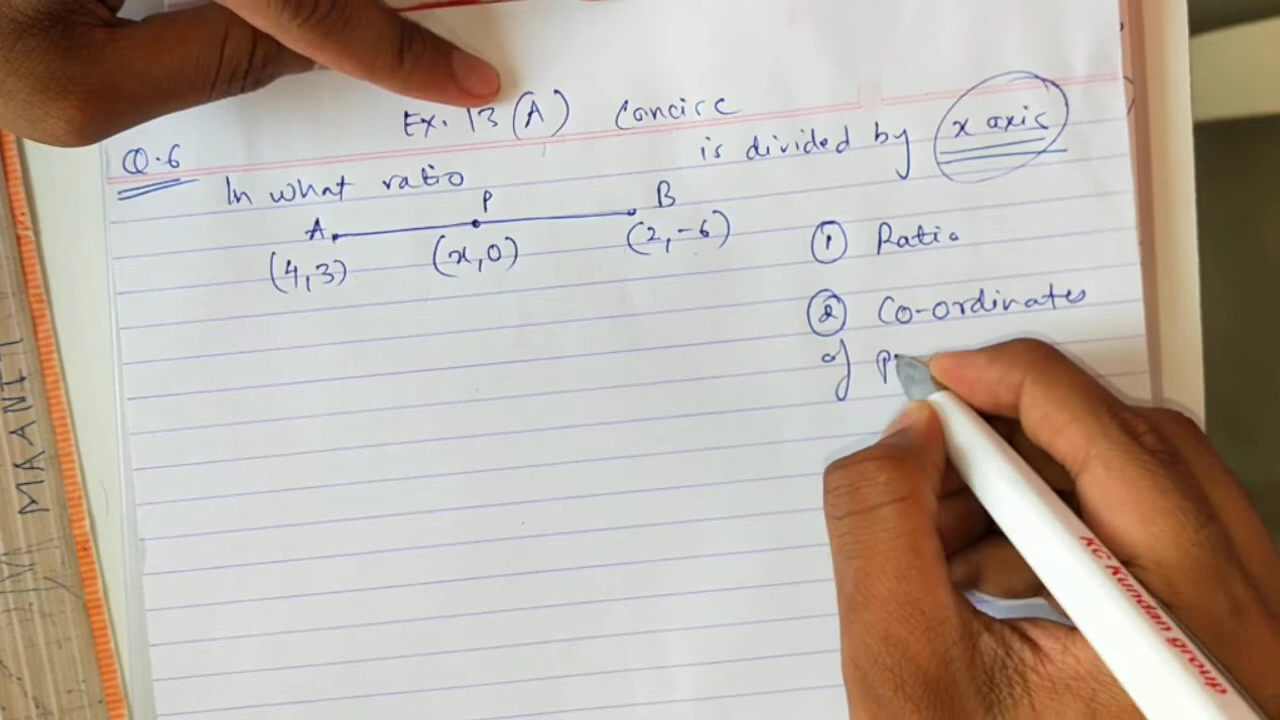 Ex. 13 (A) Concise
Q.6
In what ratio is divided by x axis
P
A B
(4,3) (x,0) (2,-6)
① Ratio
② Co-ordinates
of P
MAANIL
KC Kundan group